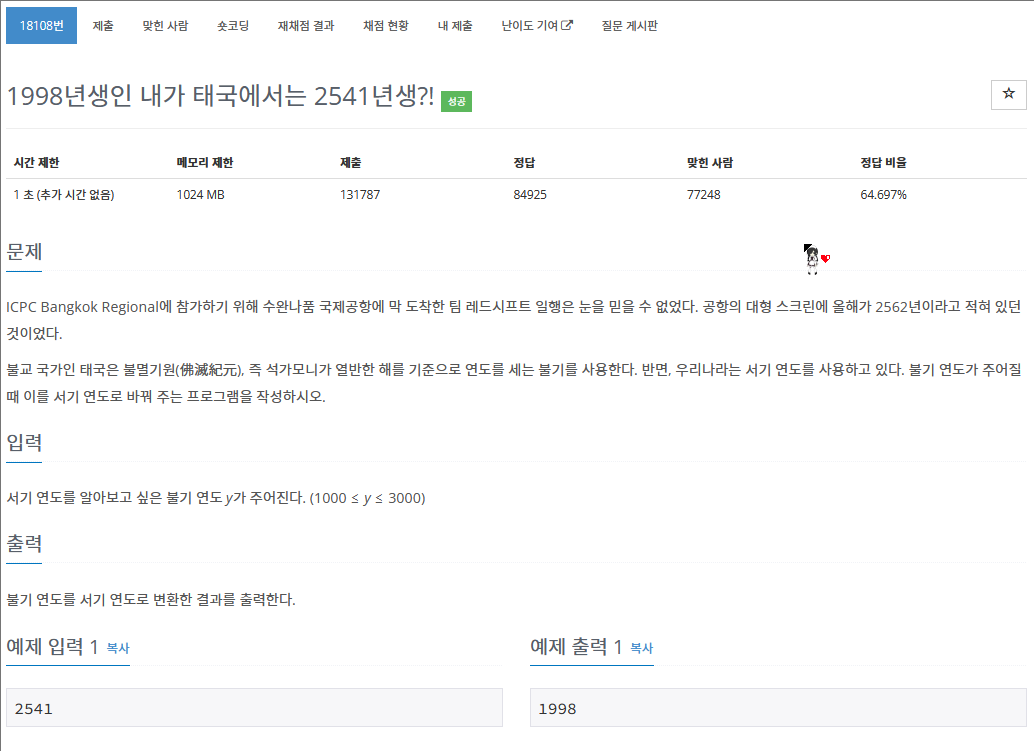 18108번 제출 맞힌 사람 숏코딩 재채점 결과 채점 현황 내 제출 난이도 기여 질문 게시판
1998년생인 내가 태국에서는 2541년생?! 성공
시간 제한 메모리 제한 제출 정답 맞힌 사람 정답 비율
1 초 (추가 시간 없음) 1024 MB 131787 84925 77248 64.697%
문제
ICPC Bangkok Regional에 참가하기 위해 수완나품 국제공항에 막 도착한 팀 레드시프트 일행은 눈을 믿을 수 없었다. 공항의 대형 스크린에 올해가 2562년이라고 적혀 있던
것이었다.
불교 국가인 태국은 불멸기원(佛滅紀元), 즉 석가모니가 열반한 해를 기준으로 연도를 세는 불기를 사용한다. 반면, 우리나라는 서기 연도를 사용하고 있다. 불기 연도가 주어질
때 이를 서기 연도로 바꿔 주는 프로그램을 작성하시오.
입력
서기 연도를 알아보고 싶은 불기 연도 y가 주어진다. (1000 ≤ y ≤ 3000)
출력
불기 연도를 서기 연도로 변환한 결과를 출력한다.
예제 입력 1 복사 예제 출력 1 복사
2541 1998